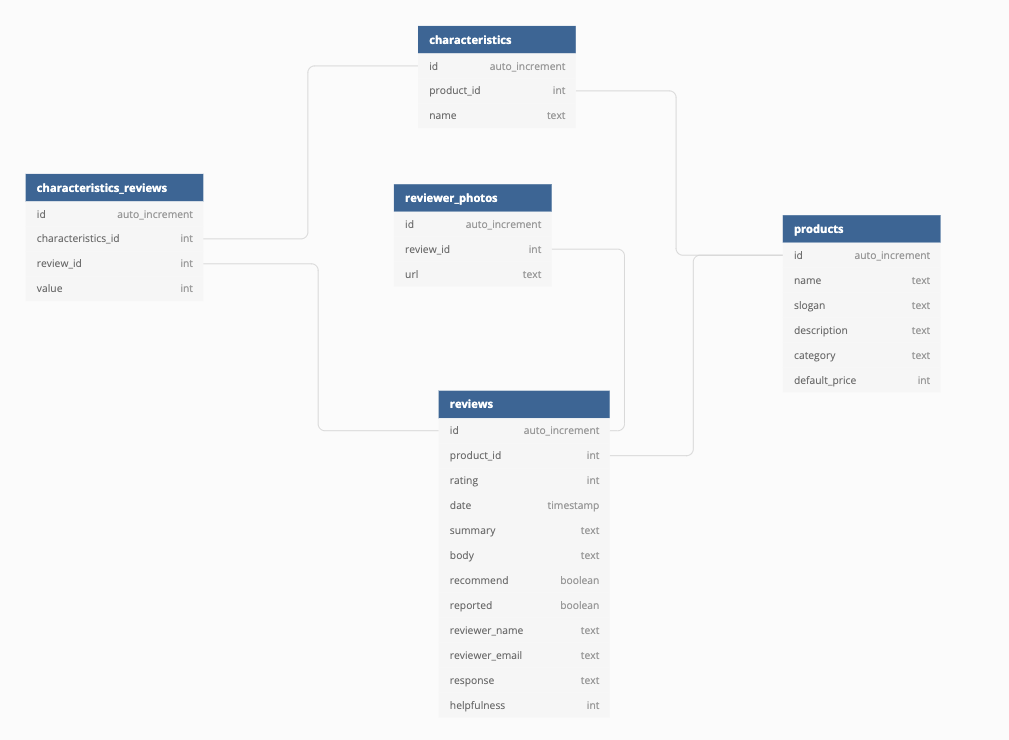 characteristics
id auto_increment
product_id int
name text
characteristics_reviews
id auto_increment
characteristics_id int
review_id int
value int
reviewer_photos
id auto_increment
review_id int
url text
products
id auto_increment
name text
slogan text
description text
category text
default_price int
reviews
id auto_increment
product_id int
rating int
date timestamp
summary text
body text
recommend boolean
reported boolean
reviewer_name text
reviewer_email text
response text
helpfulness int